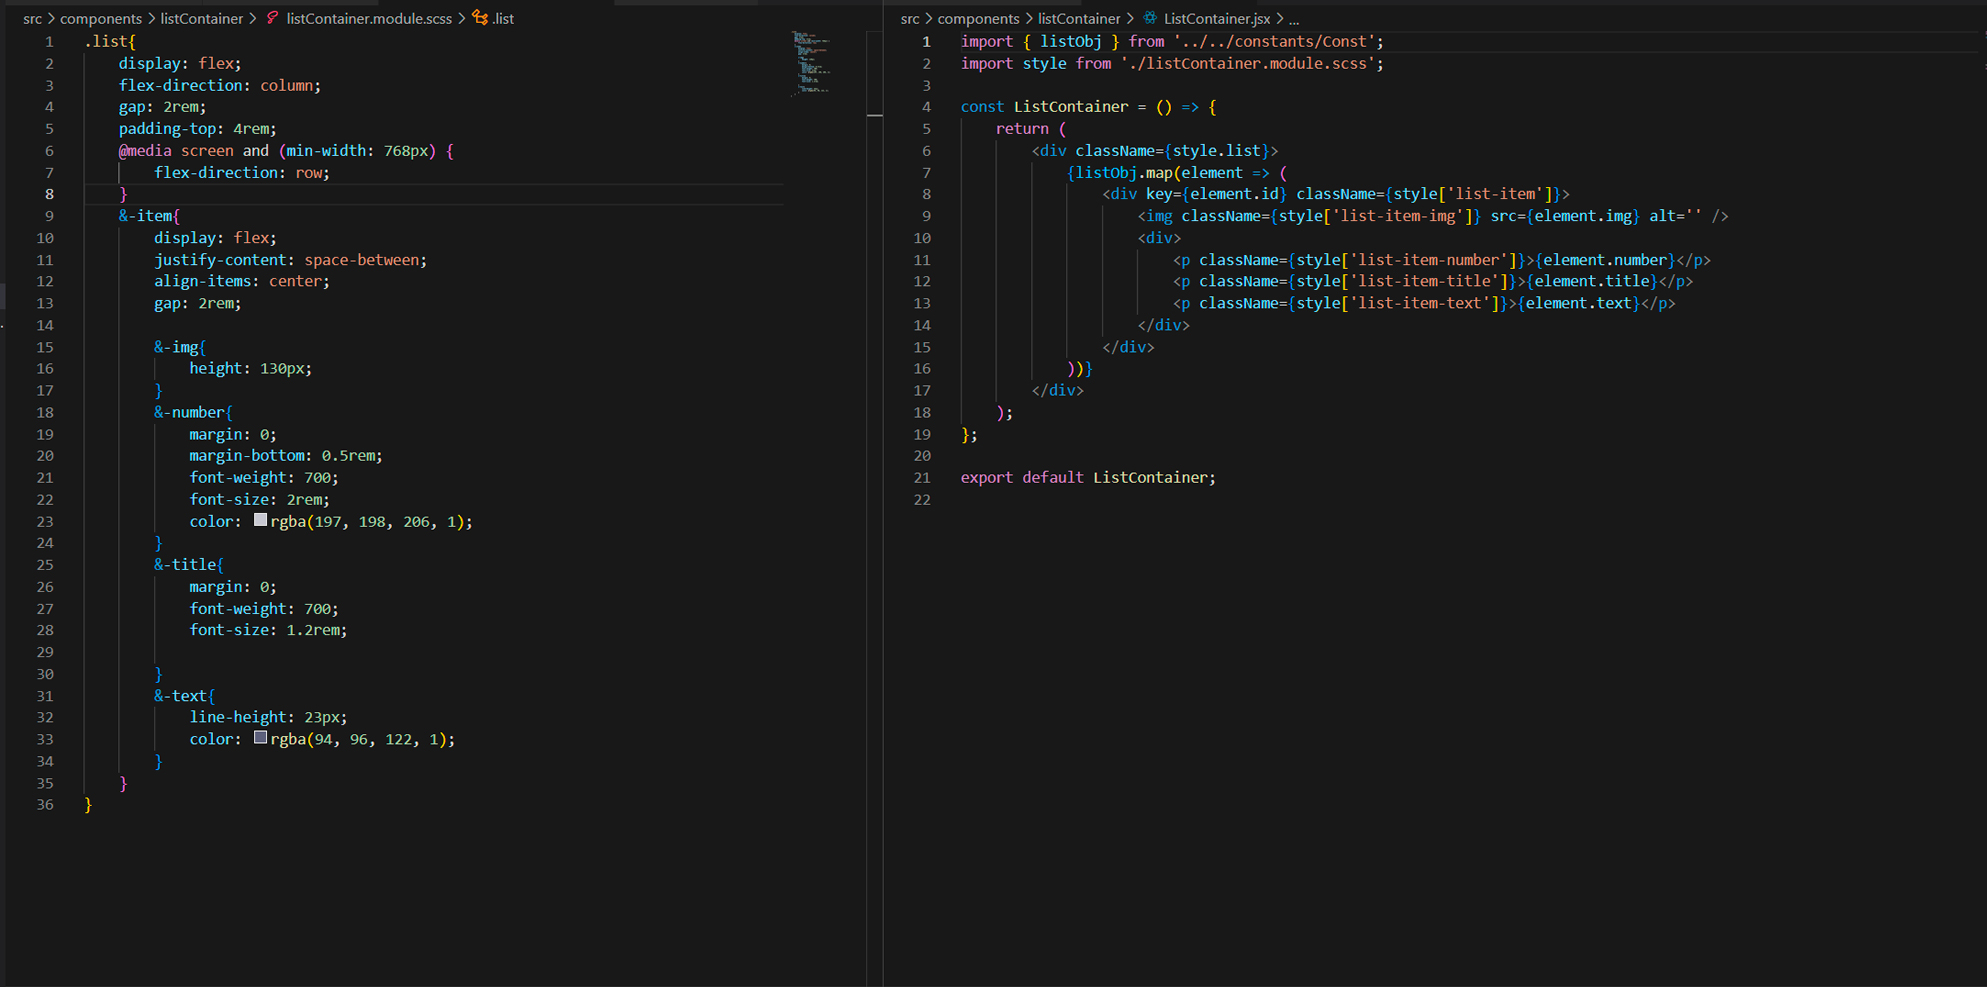 src > components > listContainer > listContainer.module.scss > .list
1 .list{
2 display: flex;
3 flex-direction: column;
4 gap: 2rem;
5 padding-top: 4rem;
6 @media screen and (min-width: 768px) {
7 flex-direction: row;
8 }
9 &-item{
10 display: flex;
11 justify-content: space-between;
12 align-items: center;
13 gap: 2rem;
14
15 &-img{
16 height: 130px;
17 }
18 &-number{
19 margin: 0;
20 margin-bottom: 0.5rem;
21 font-weight: 700;
22 font-size: 2rem;
23 color: rgba(197, 198, 206, 1);
24 }
25 &-title{
26 margin: 0;
27 font-weight: 700;
28 font-size: 1.2rem;
29
30 }
31 &-text{
32 line-height: 23px;
33 color: rgba(94, 96, 122, 1);
34 }
35 }
36 }
src > components > listContainer > ListContainer.jsx > ...
1 import { listObj } from '../../constants/Const';
2 import style from './listContainer.module.scss';
3
4 const ListContainer = () => {
5 return (
6 <div className={style.list}>
7 {listObj.map(element => (
8 <div key={element.id} className={style['list-item']}>
9 <img className={style['list-item-img']} src={element.img} alt='' />
10 <div>
11 <p className={style['list-item-number']}>{element.number}</p>
12 <p className={style['list-item-title']}>{element.title}</p>
13 <p className={style['list-item-text']}>{element.text}</p>
14 </div>
15 </div>
16 ))}
17 </div>
18 );
19 };
20
21 export default ListContainer;
22